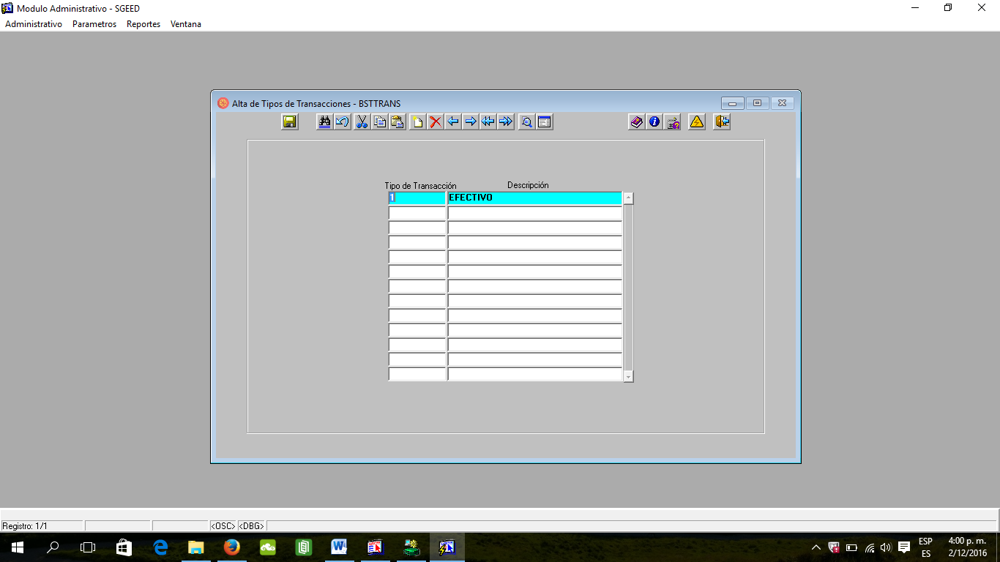 Modulo Administrativo - SGEED
Administrativo Parametros Reportes Ventana
Alta de Tipos de Transacciones - BSTTRANS
Tipo de Transacción Descripción
1 EFECTIVO
Registro: 1/1 <OSC> <DBG>
ESP 4:00 p. m.
ES 2/12/2016